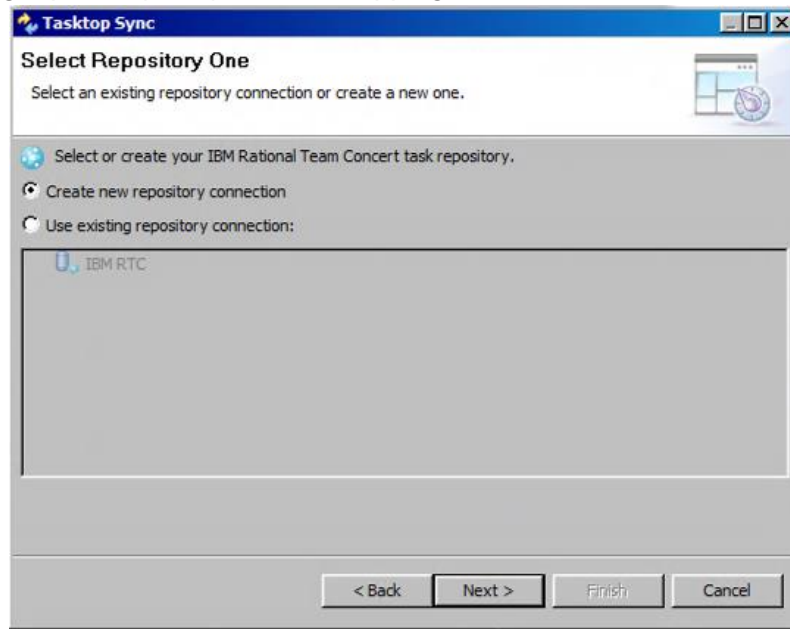 Tasktop Sync
Select Repository One
Select an existing repository connection or create a new one.
Select or create your IBM Rational Team Concert task repository.
Create new repository connection
Use existing repository connection:
IBM RTC
< Back Next > Finish Cancel